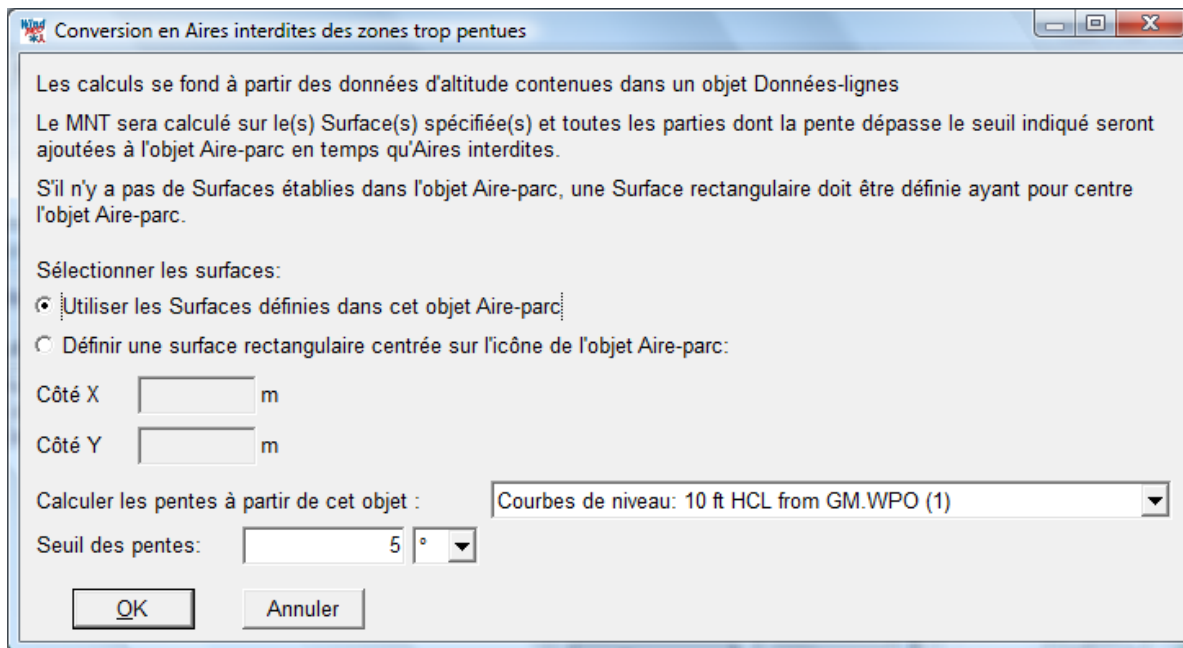 Conversion en Aires interdites des zones trop pentues
Les calculs se fond à partir des données d'altitude contenues dans un objet Données-lignes
Le MNT sera calculé sur le(s) Surface(s) spécifiée(s) et toutes les parties dont la pente dépasse le seuil indiqué seront
ajoutées à l'objet Aire-parc en temps qu'Aires interdites.
S'il n'y a pas de Surfaces établies dans l'objet Aire-parc, une Surface rectangulaire doit être définie ayant pour centre
l'objet Aire-parc.
Sélectionner les surfaces:
Utiliser les Surfaces définies dans cet objet Aire-parc
Définir une surface rectangulaire centrée sur l'icône de l'objet Aire-parc:
Côté X m
Côté Y m
Calculer les pentes à partir de cet objet : Courbes de niveau: 10 ft HCL from GM.WPO (1)
Seuil des pentes: 5 °
OK Annuler